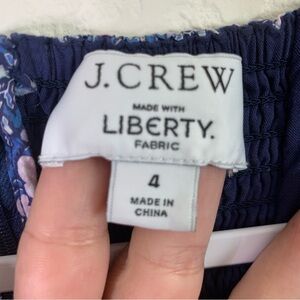 J.CREW
MADE WITH
LIBERTY.
FABRIC
4
MADE IN
CHINA